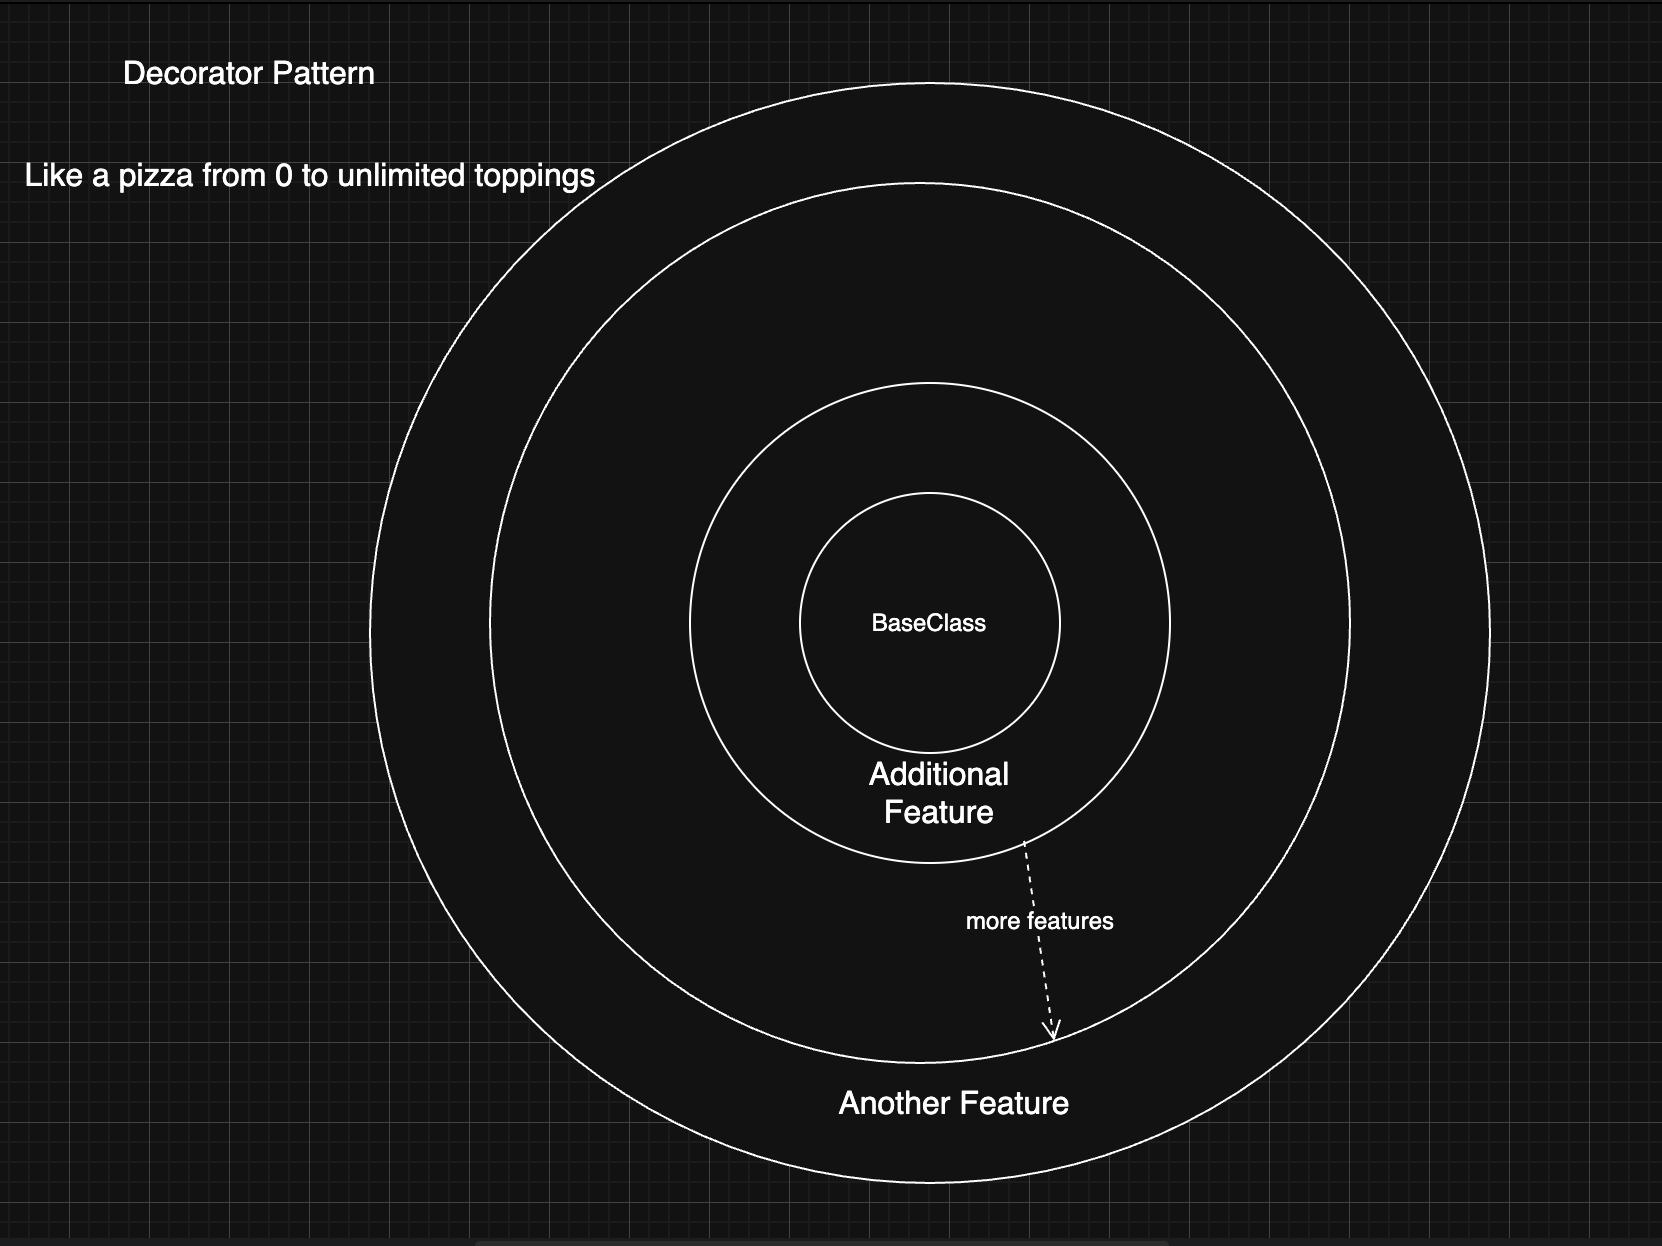 Decorator Pattern
Like a pizza from 0 to unlimited toppings
BaseClass
Additional
Feature
more features
Another Feature